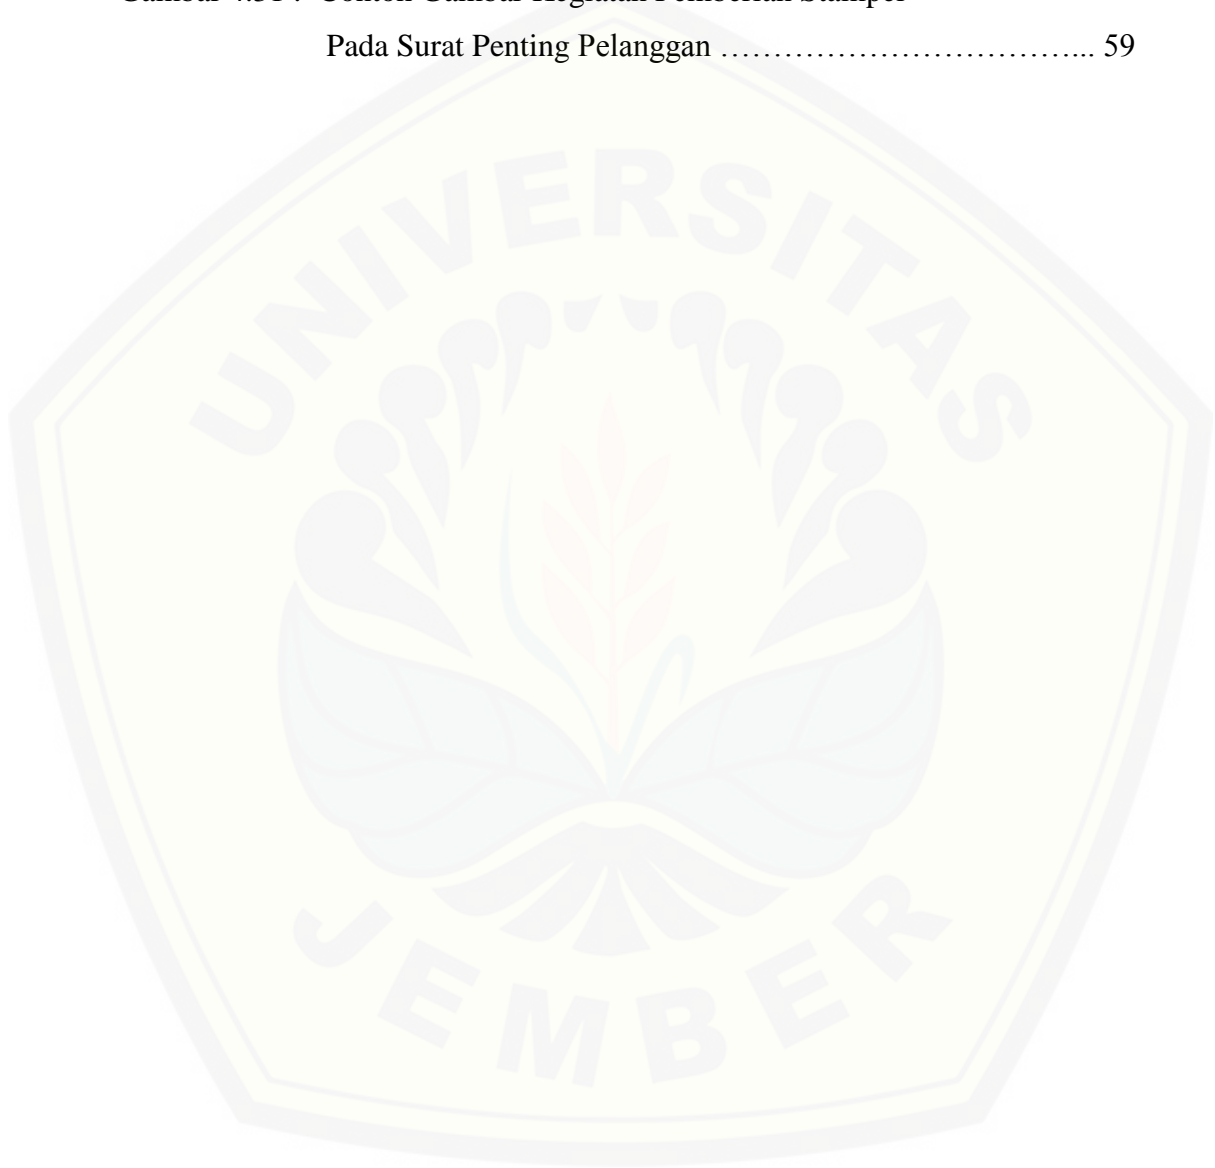 Pada Surat Penting Pelanggan ……………………………... 59
UNIVERSITAS
JEMBER